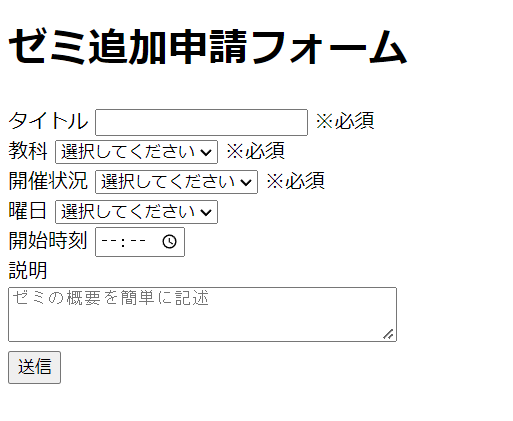 ゼミ追加申請フォーム
タイトル ※必須
教科 選択してください ※必須
開催状況 選択してください ※必須
曜日 選択してください
開始時刻 --:--
説明
ゼミの概要を簡単に記述
送信